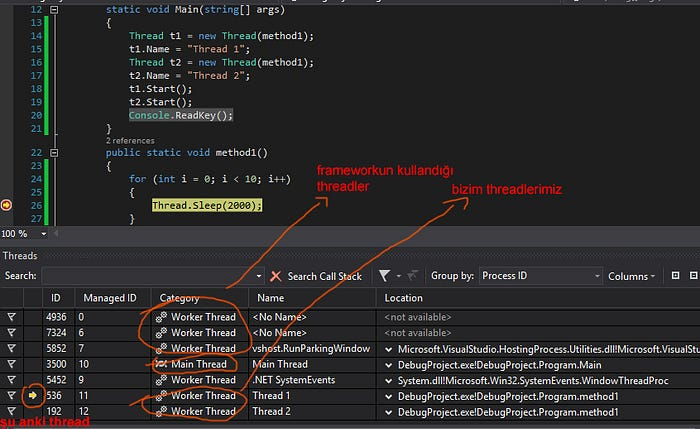 12 static void Main(string[] args)
13 {
14 Thread t1 = new Thread(method1);
15 t1.Name = "Thread 1";
16 Thread t2 = new Thread(method1);
17 t2.Name = "Thread 2";
18 t1.Start();
19 t2.Start();
20 Console.ReadKey();
21 }
2 references
22 public static void method1()
23 {
24 for (int i = 0; i < 10; i++)
25 {
26 Thread.Sleep(2000);
27 }
frameworkun kullandığı
threadler
bizim threadlerimiz
100 %
Threads
Search: Search Call Stack Group by: Process ID Columns
ID Managed ID Category Name Location
4936 0 Worker Thread <No Name> <not available>
7324 6 Worker Thread <No Name> <not available>
5852 7 Worker Thread vshost.RunParkingWindow Microsoft.VisualStudio.HostingProcess.Utilities.dll!Microsoft.VisualStudi
3500 10 Main Thread Main Thread DebugProject.exe!DebugProject.Program.Main
5452 9 Worker Thread .NET SystemEvents System.dll!Microsoft.Win32.SystemEvents.WindowThreadProc
536 11 Worker Thread Thread 1 DebugProject.exe!DebugProject.Program.method1
192 12 Worker Thread Thread 2 DebugProject.exe!DebugProject.Program.method1
şu anki thread